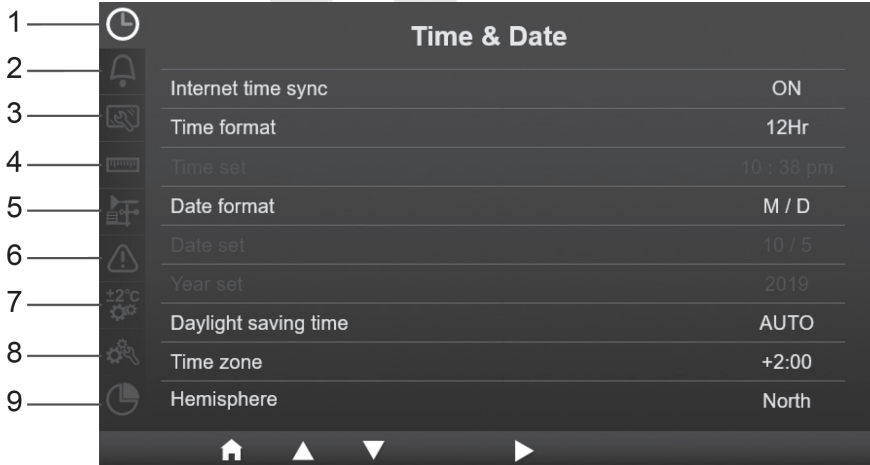 Time & Date
1
2
3
4
5
6
7
8
9
±2°C
Internet time sync ON
Time format 12Hr
Time set 10 : 38 pm
Date format M / D
Date set 10 / 5
Year set 2019
Daylight saving time AUTO
Time zone +2:00
Hemisphere North